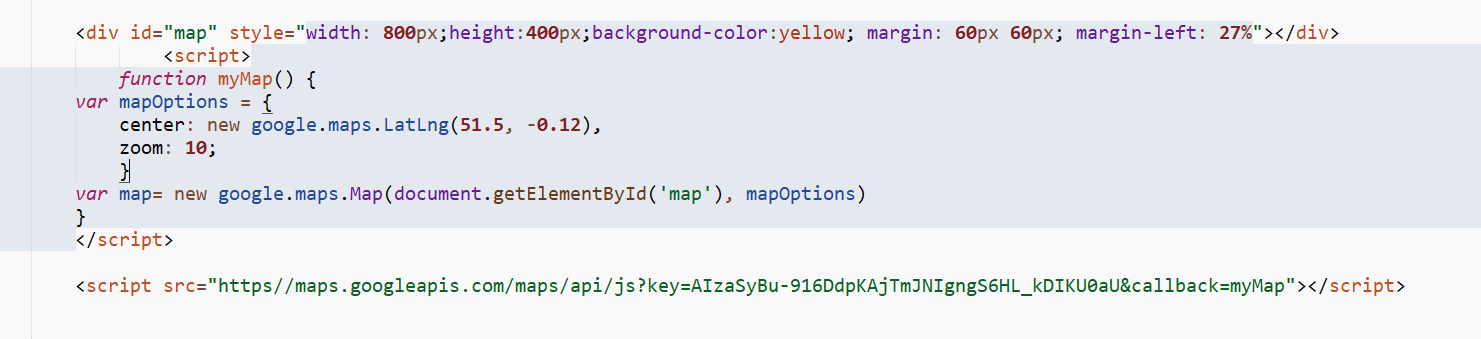 <div id="map" style="width: 800px;height:400px;background-color:yellow; margin: 60px 60px; margin-left: 27%"></div>
<script>
function myMap() {
var mapOptions = {
center: new google.maps.LatLng(51.5, -0.12),
zoom: 10;
}
var map= new google.maps.Map(document.getElementById('map'), mapOptions)
}
</script>
<script src="https//maps.googleapis.com/maps/api/js?key=AIzaSyBu-916DdpKAjTmJNIgngS6HL_kDIKU0aU&callback=myMap"></script>